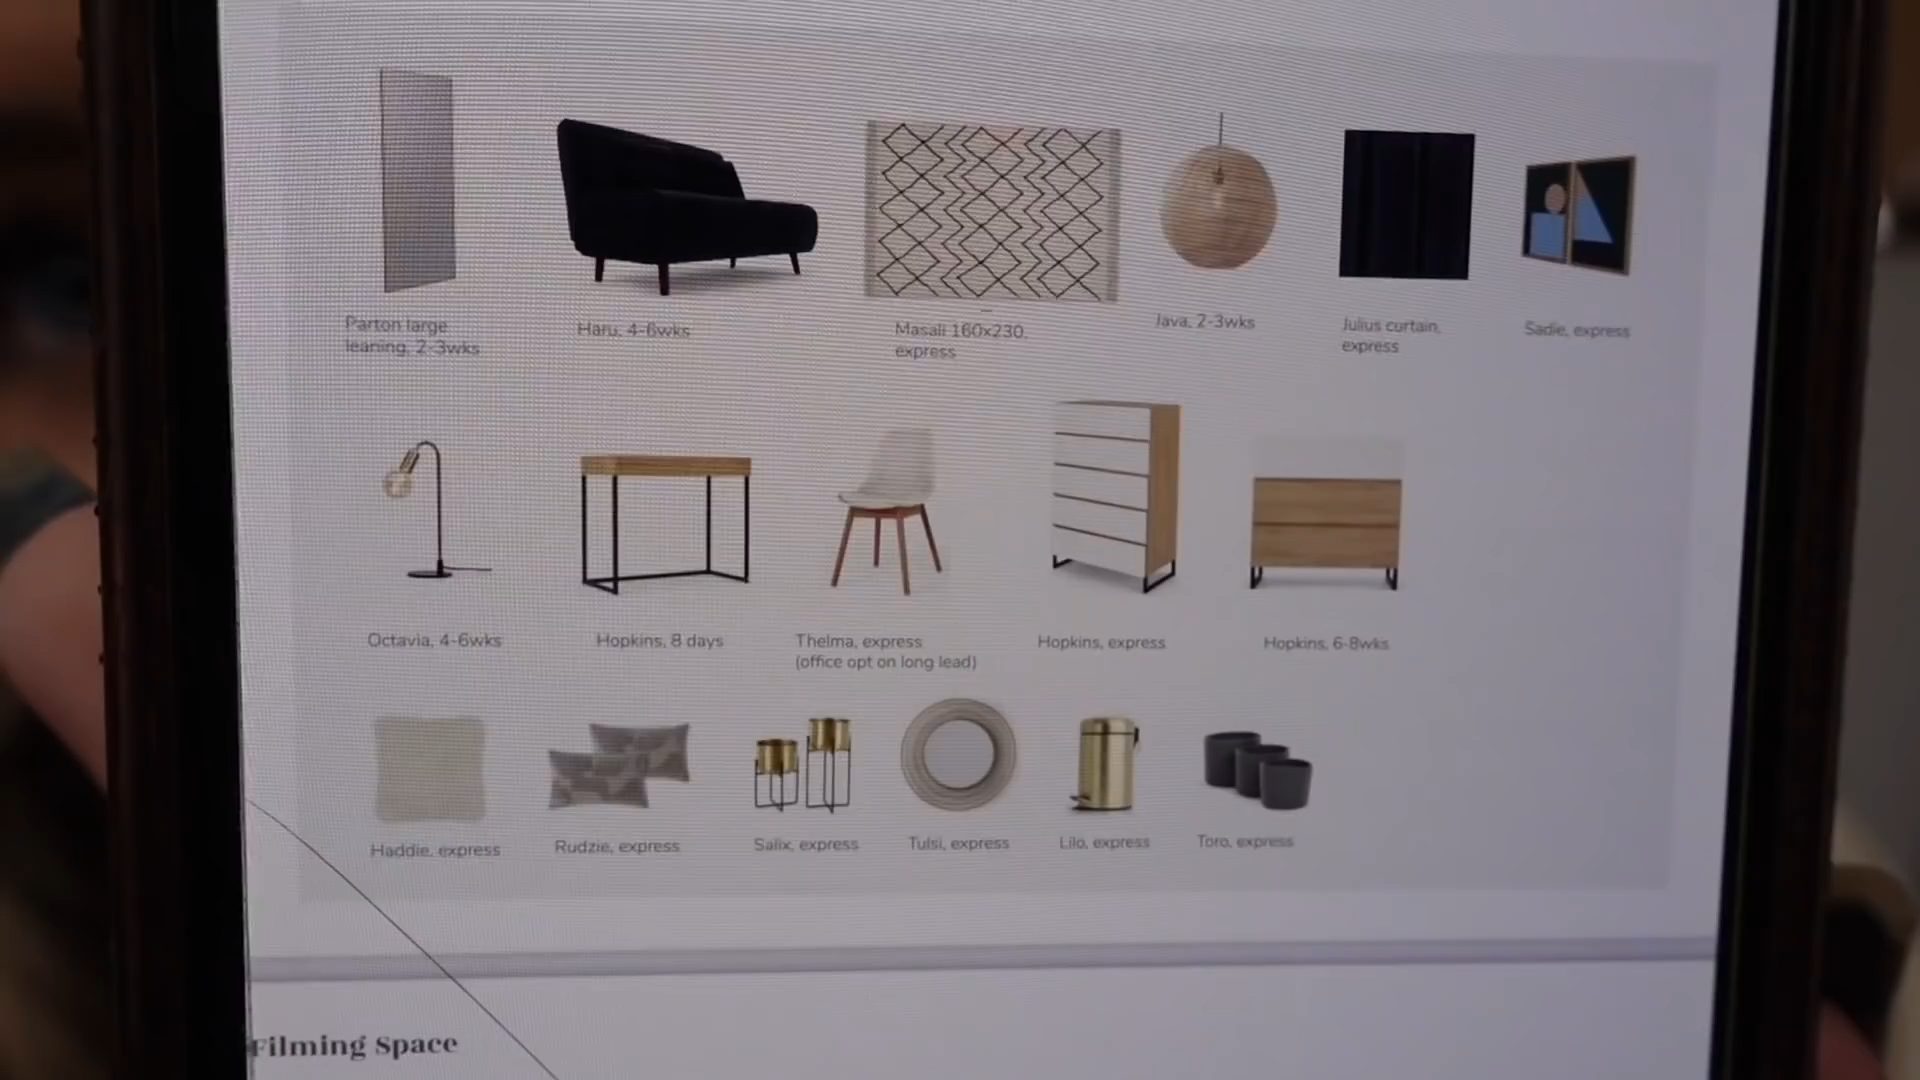 Parton large
leaning, 2-3wks
Haru, 4-6wks
Masali 160x230,
express
Java, 2-3wks
Julius curtain,
express
Sadie, express
Octavia, 4-6wks
Hopkins, 8 days
Thelma, express
(office opt on long lead)
Hopkins, express
Hopkins, 6-8wks
Haddie, express
Rudzie, express
Salix, express
Tulsi, express
Lilo, express
Toro, express
Filming Space